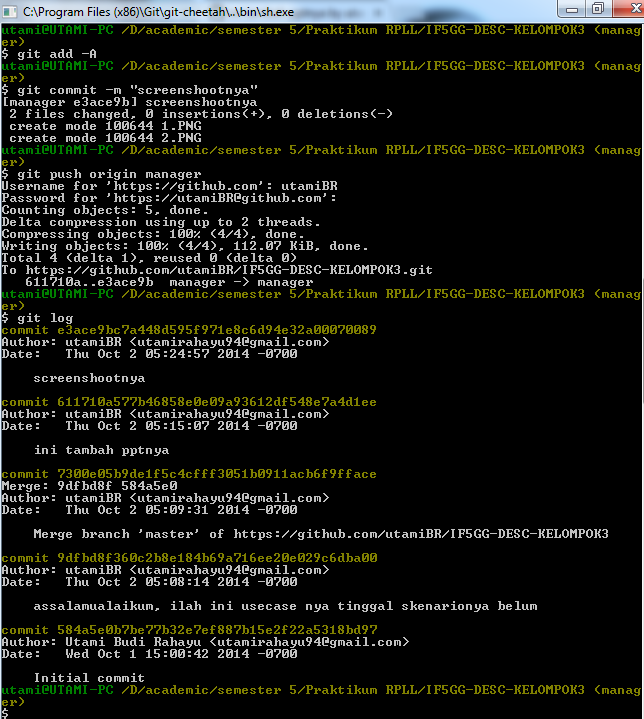 C:\Program Files (x86)\Git\git-cheetah\..\bin\sh.exe
utami@UTAMI-PC /D/academic/semester 5/Praktikum RPLL/IF5GG-DESC-KELOMPOK3 (manag
er)
$ git add -A
utami@UTAMI-PC /D/academic/semester 5/Praktikum RPLL/IF5GG-DESC-KELOMPOK3 (manag
er)
$ git commit -m "screenshootnya"
[manager e3ace9b] screenshootnya
 2 files changed, 0 insertions(+), 0 deletions(-)
 create mode 100644 1.PNG
 create mode 100644 2.PNG
utami@UTAMI-PC /D/academic/semester 5/Praktikum RPLL/IF5GG-DESC-KELOMPOK3 (manag
er)
$ git push origin manager
Username for 'https://github.com': utamiBR
Password for 'https://utamiBR@github.com':
Counting objects: 5, done.
Delta compression using up to 2 threads.
Compressing objects: 100% (4/4), done.
Writing objects: 100% (4/4), 112.07 KiB, done.
Total 4 (delta 1), reused 0 (delta 0)
To https://github.com/utamiBR/IF5GG-DESC-KELOMPOK3.git
   611710a..e3ace9b  manager -> manager
utami@UTAMI-PC /D/academic/semester 5/Praktikum RPLL/IF5GG-DESC-KELOMPOK3 (manag
er)
$ git log
commit e3ace9bc7a448d595f971e8c6d94e32a00070089
Author: utamiBR <utamirahayu94@gmail.com>
Date:   Thu Oct 2 05:24:57 2014 -0700
    screenshootnya
commit 611710a577b46858e0e09a93612df548e7a4d1ee
Author: utamiBR <utamirahayu94@gmail.com>
Date:   Thu Oct 2 05:15:07 2014 -0700
    ini tambah pptnya
commit 7300e05b9de1f5c4cfff3051b0911acb6f9fface
Merge: 9dfbd8f 584a5e0
Author: utamiBR <utamirahayu94@gmail.com>
Date:   Thu Oct 2 05:09:31 2014 -0700
    Merge branch 'master' of https://github.com/utamiBR/IF5GG-DESC-KELOMPOK3
commit 9dfbd8f360c2b8e184b69a716ee20e029c6dba00
Author: utamiBR <utamirahayu94@gmail.com>
Date:   Thu Oct 2 05:08:14 2014 -0700
    assalamualaikum, ilah ini usecase nya tinggal skenarionya belum
commit 584a5e0b7be77b32e7ef887b15e2f22a5318bd97
Author: Utami Budi Rahayu <utamirahayu94@gmail.com>
Date:   Wed Oct 1 15:00:42 2014 -0700
    Initial commit
utami@UTAMI-PC /D/academic/semester 5/Praktikum RPLL/IF5GG-DESC-KELOMPOK3 (manag
er)
$